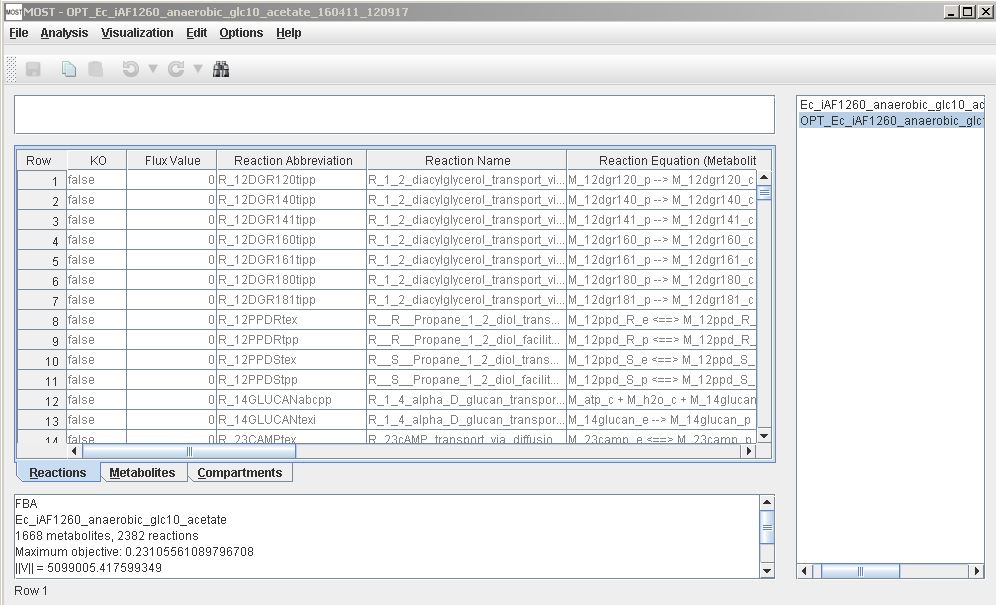 MOST MOST - OPT_Ec_iAF1260_anaerobic_glc10_acetate_160411_120917
File Analysis Visualization Edit Options Help
Ec_iAF1260_anaerobic_glc10_ac
OPT_Ec_iAF1260_anaerobic_glc
Row KO Flux Value Reaction Abbreviation Reaction Name Reaction Equation (Metabolit
1 false 0 R_12DGR120tipp R_1_2_diacylglycerol_transport_vi... M_12dgr120_p --> M_12dgr120_c
2 false 0 R_12DGR140tipp R_1_2_diacylglycerol_transport_vi... M_12dgr140_p --> M_12dgr140_c
3 false 0 R_12DGR141tipp R_1_2_diacylglycerol_transport_vi... M_12dgr141_p --> M_12dgr141_c
4 false 0 R_12DGR160tipp R_1_2_diacylglycerol_transport_vi... M_12dgr160_p --> M_12dgr160_c
5 false 0 R_12DGR161tipp R_1_2_diacylglycerol_transport_vi... M_12dgr161_p --> M_12dgr161_c
6 false 0 R_12DGR180tipp R_1_2_diacylglycerol_transport_vi... M_12dgr180_p --> M_12dgr180_c
7 false 0 R_12DGR181tipp R_1_2_diacylglycerol_transport_vi... M_12dgr181_p --> M_12dgr181_c
8 false 0 R_12PPDRtex R__R__Propane_1_2_diol_trans... M_12ppd_R_e <==> M_12ppd_R_
9 false 0 R_12PPDRtpp R__R__Propane_1_2_diol_facilit... M_12ppd_R_p <==> M_12ppd_R_
10 false 0 R_12PPDStex R__S__Propane_1_2_diol_trans... M_12ppd_S_e <==> M_12ppd_S_
11 false 0 R_12PPDStpp R__S__Propane_1_2_diol_facilit... M_12ppd_S_p <==> M_12ppd_S_
12 false 0 R_14GLUCANabcpp R_1_4_alpha_D_glucan_transpor... M_atp_c + M_h2o_c + M_14glucan
13 false 0 R_14GLUCANtexi R_1_4_alpha_D_glucan_transpor... M_14glucan_e --> M_14glucan_p
14 false 0 R_23CAMPtex R_23cAMP_transport_via_diffusio... M_23camp_e <==> M_23camp_p
Reactions Metabolites Compartments
FBA
Ec_iAF1260_anaerobic_glc10_acetate
1668 metabolites, 2382 reactions
Maximum objective: 0.23105561089796708
||V|| = 5099005.417599349
Row 1